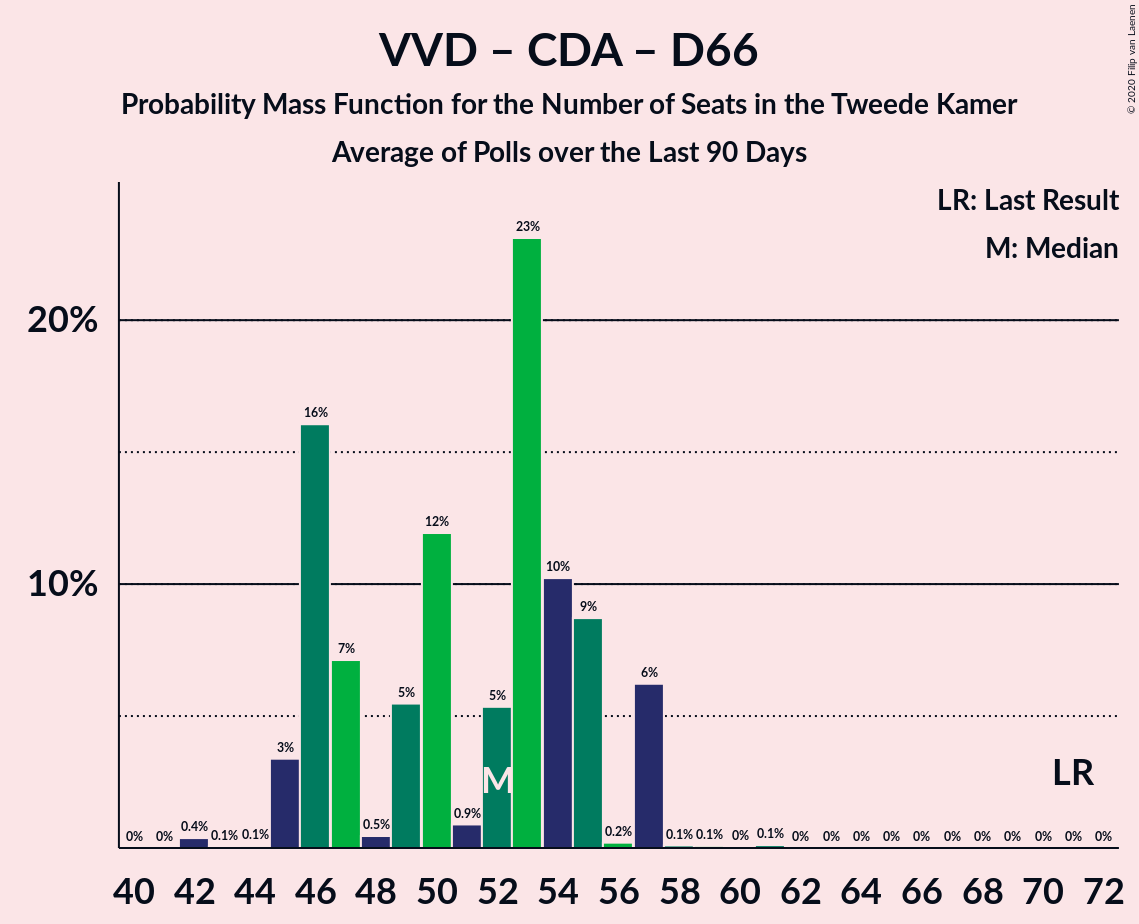 VVD – CDA – D66
Probability Mass Function for the Number of Seats in the Tweede Kamer
Average of Polls over the Last 90 Days
© 2020 Filip van Laenen
LR: Last Result
M: Median
20%
10%
0% 0% 0.4% 0.1% 0.1% 3% 16% 7% 0.5% 5% 12% 0.9% 5% 23% 10% 9% 0.2% 6% 0.1% 0.1% 0% 0.1% 0% 0% 0% 0% 0% 0% 0% 0% 0% 0% 0%
M
LR
40 42 44 46 48 50 52 54 56 58 60 62 64 66 68 70 72